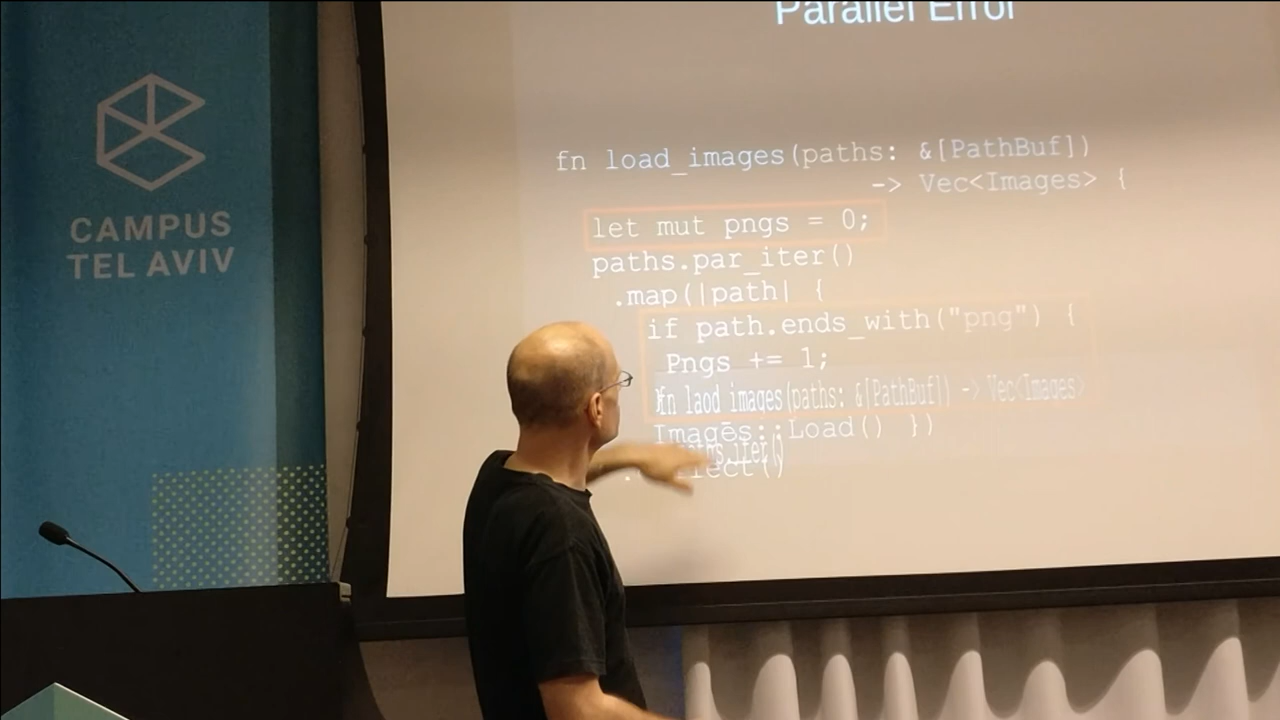 CAMPUS
TEL AVIV
Parallel Error
fn load_images(paths: &[PathBuf])
-> Vec<Images> {
let mut pngs = 0;
paths.par_iter()
.map(|path| {
if path.ends_with("png") {
Pngs += 1;
}
fn laod images(paths: &[PathBuf]) -> Vec<Images>
Images::Load() })